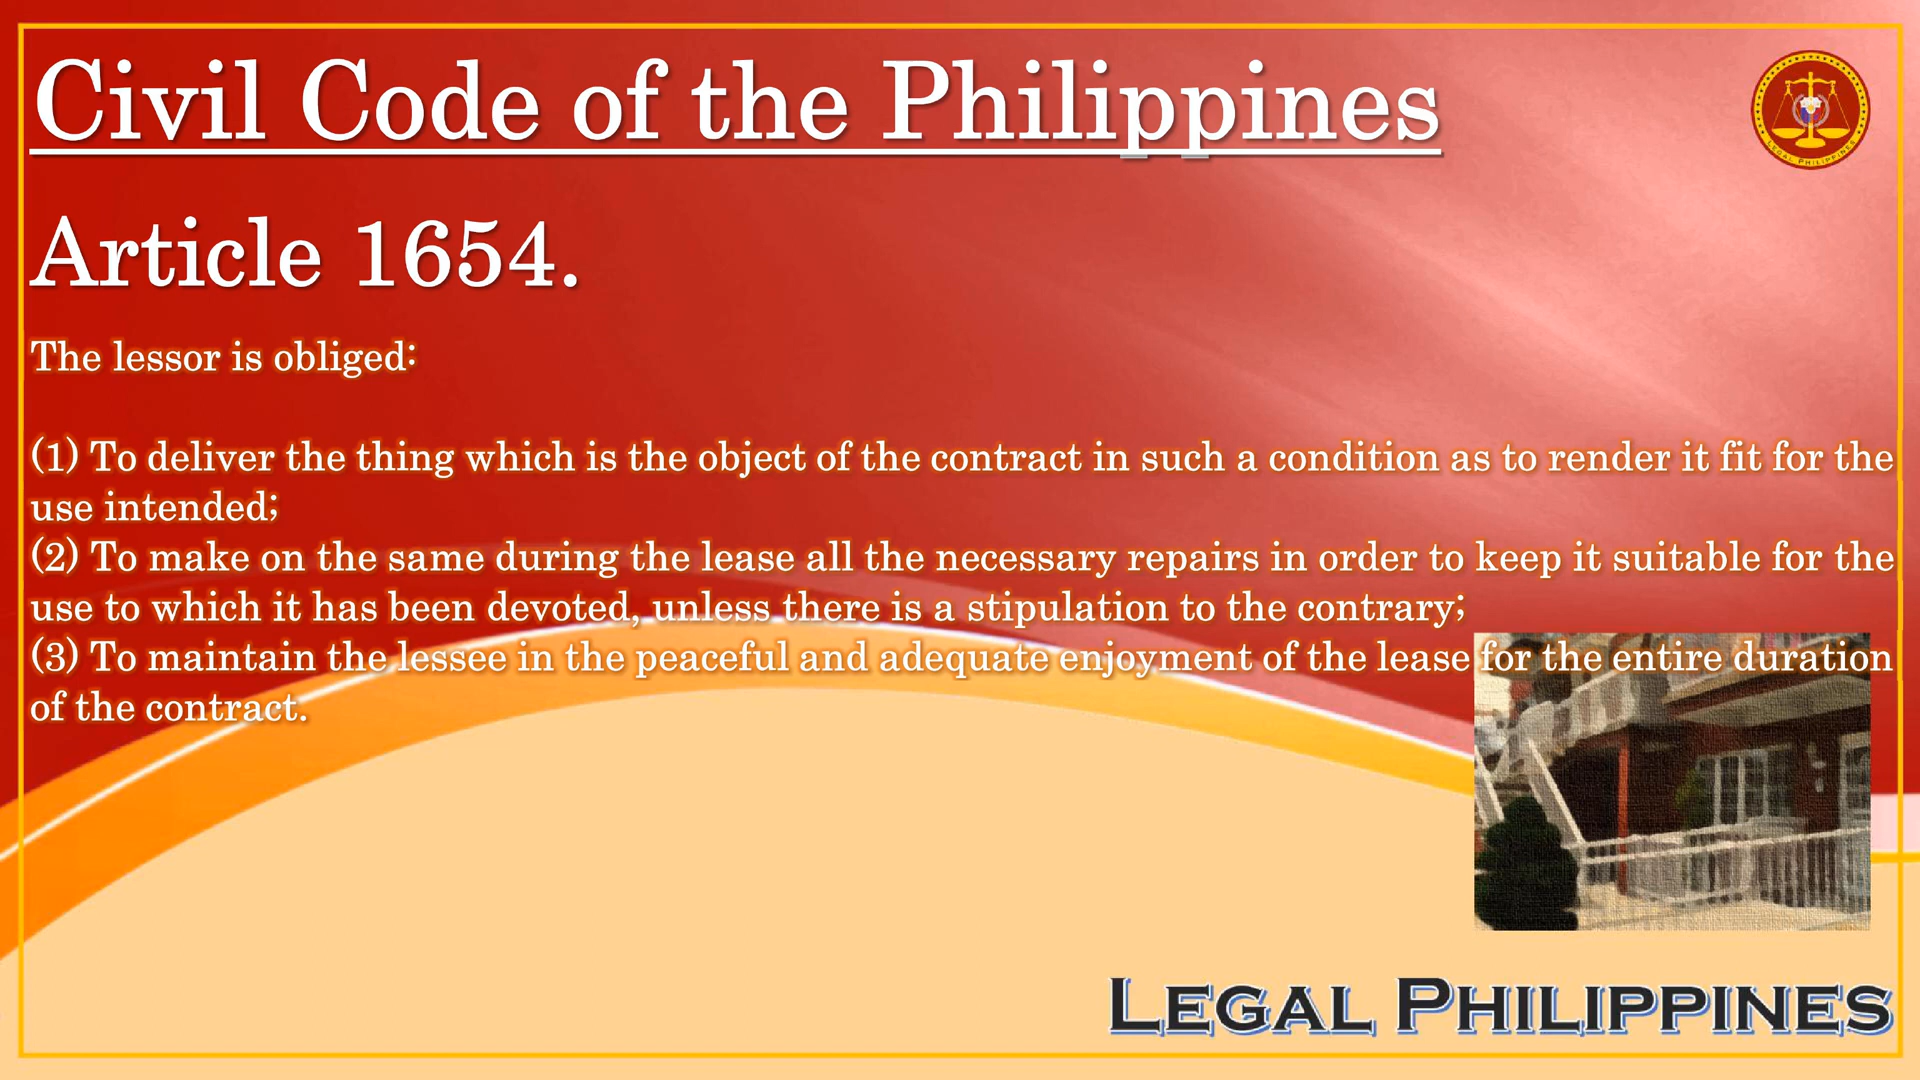 Civil Code of the Philippines
LEGAL PHILIPPINES
Article 1654.
The lessor is obliged:
(1) To deliver the thing which is the object of the contract in such a condition as to render it fit for the
use intended;
(2) To make on the same during the lease all the necessary repairs in order to keep it suitable for the
use to which it has been devoted, unless there is a stipulation to the contrary;
(3) To maintain the lessee in the peaceful and adequate enjoyment of the lease for the entire duration
of the contract.
LEGAL PHILIPPINES